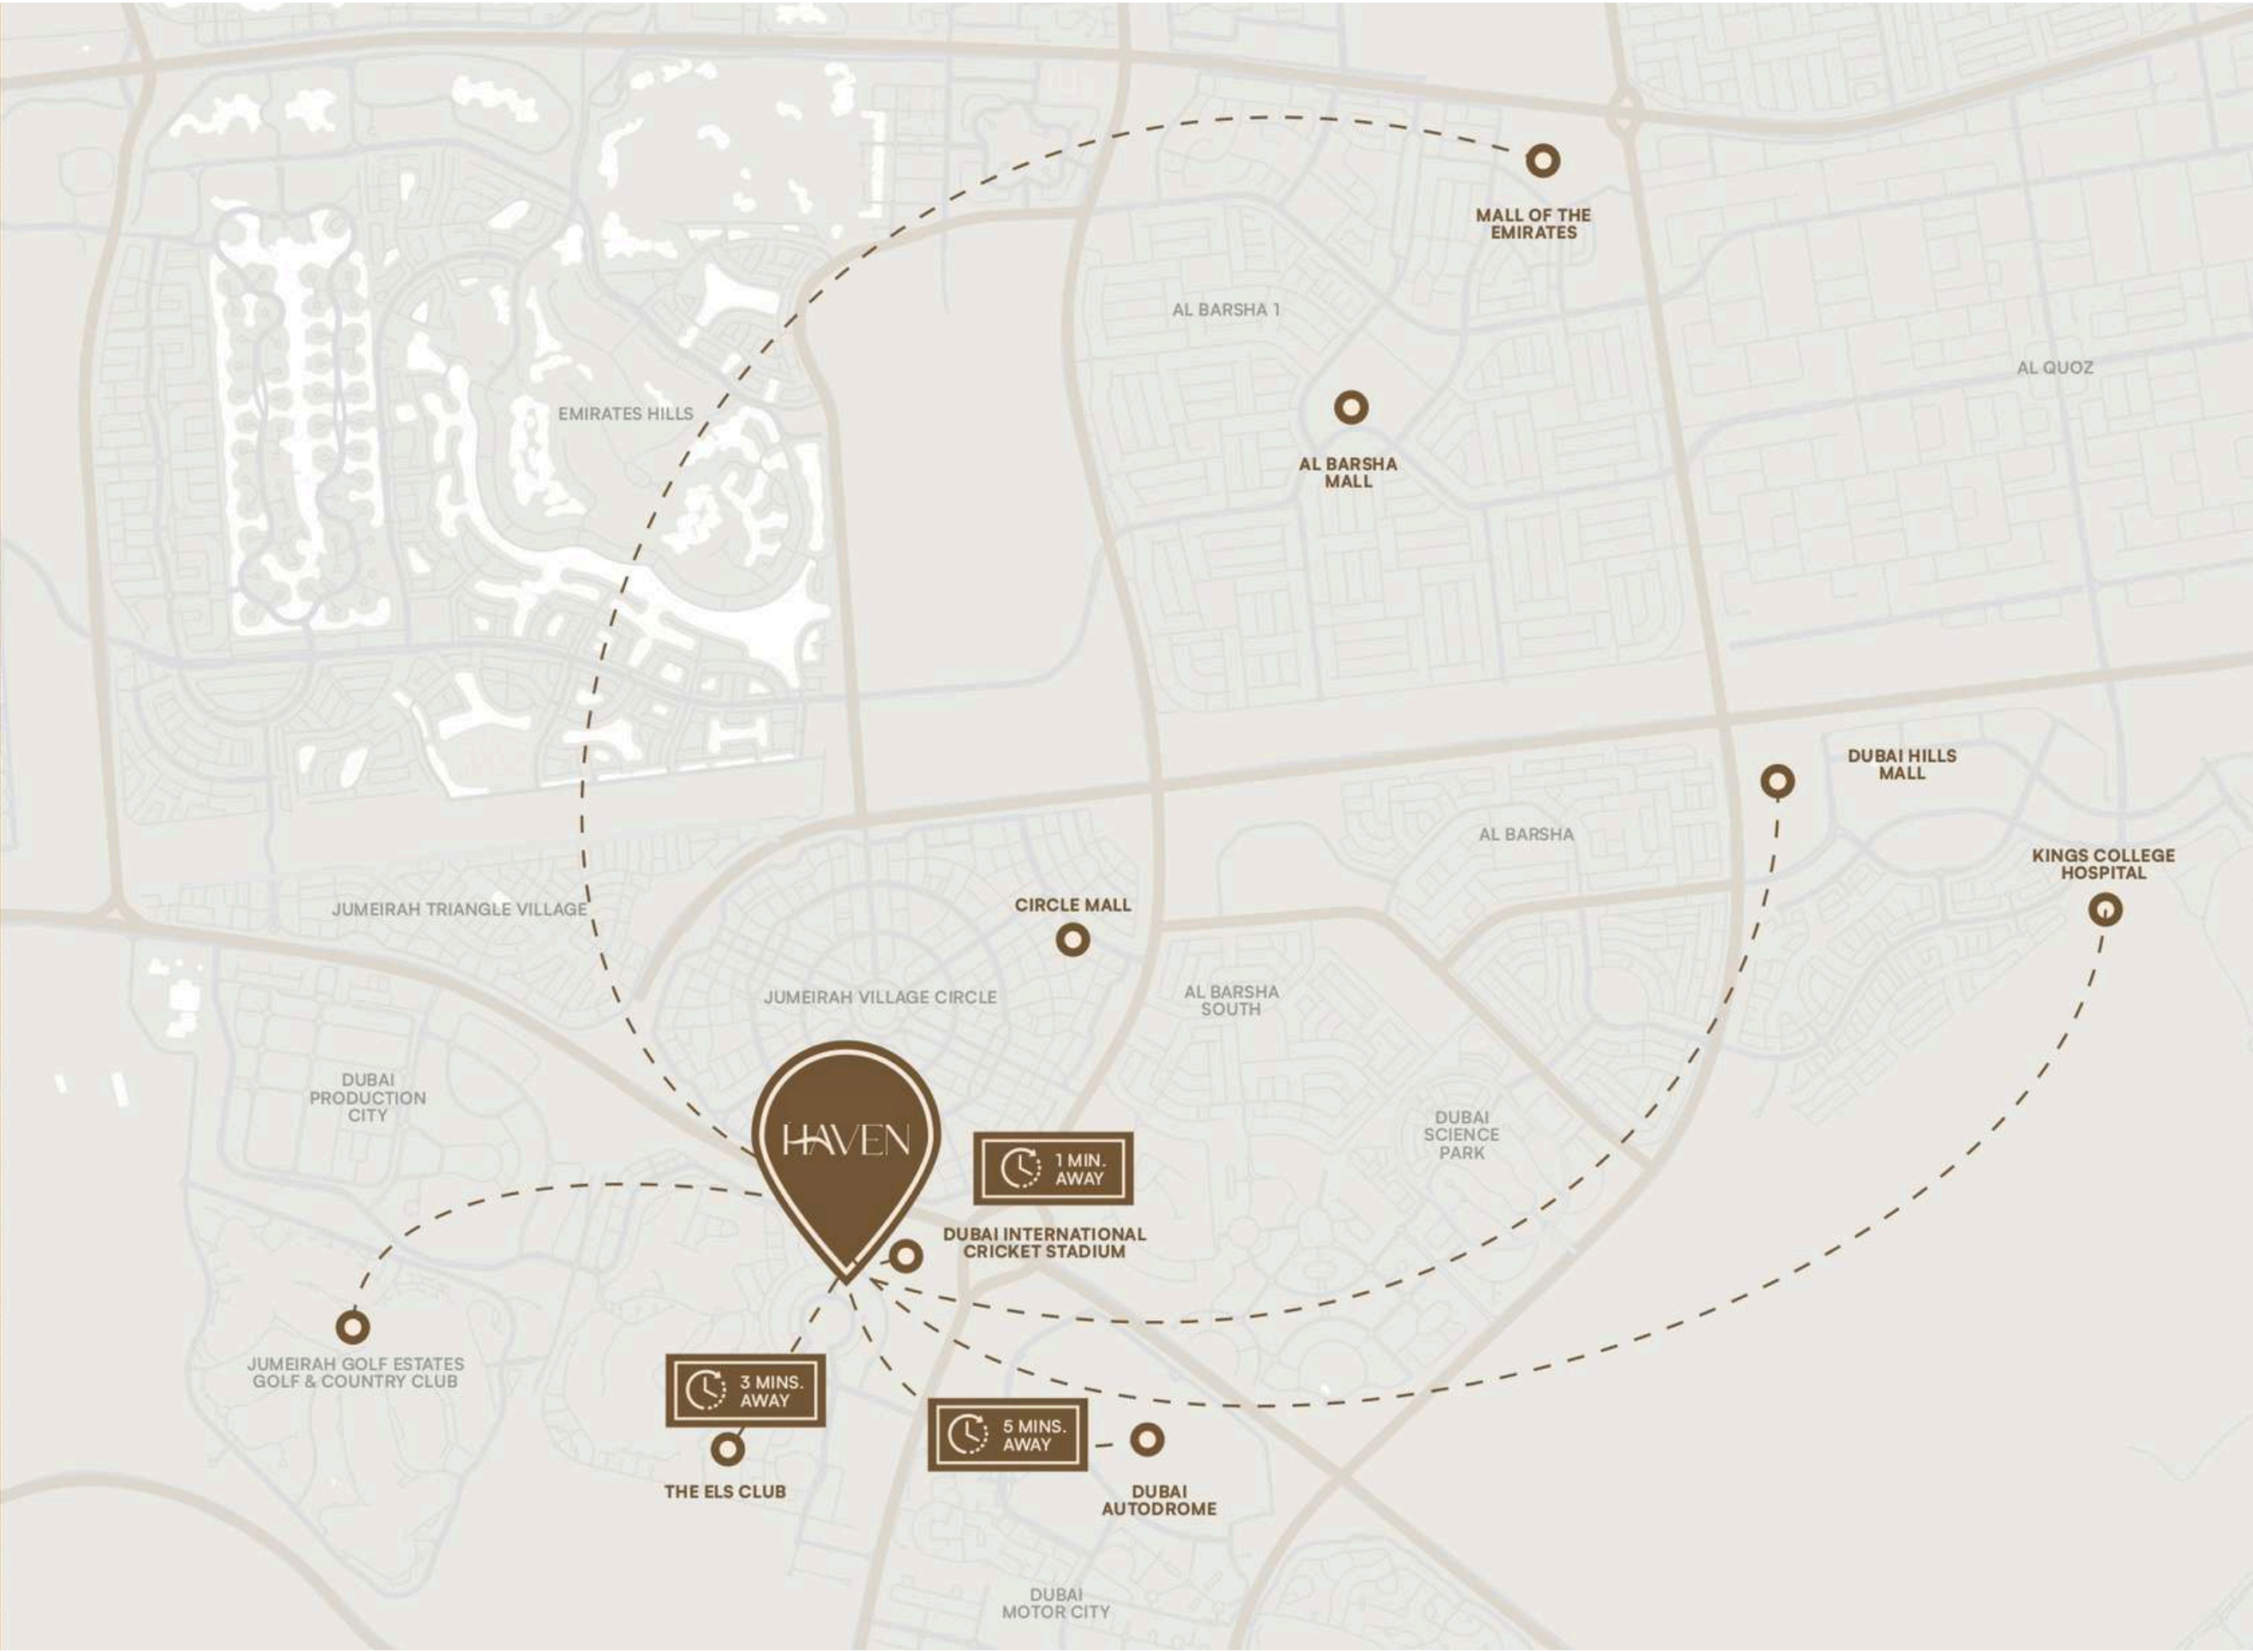 MALL OF THE
EMIRATES
AL BARSHA 1
AL QUOZ
EMIRATES HILLS
AL BARSHA
MALL
DUBAI HILLS
MALL
AL BARSHA
KINGS COLLEGE
HOSPITAL
CIRCLE MALL
JUMEIRAH TRIANGLE VILLAGE
JUMEIRAH VILLAGE CIRCLE
AL BARSHA
SOUTH
DUBAI
PRODUCTION
CITY
DUBAI
SCIENCE
PARK
HAVEN
1 MIN.
AWAY
DUBAI INTERNATIONAL
CRICKET STADIUM
JUMEIRAH GOLF ESTATES
GOLF & COUNTRY CLUB
3 MINS.
AWAY
5 MINS.
AWAY
THE ELS CLUB
DUBAI
AUTODROME
DUBAI
MOTOR CITY